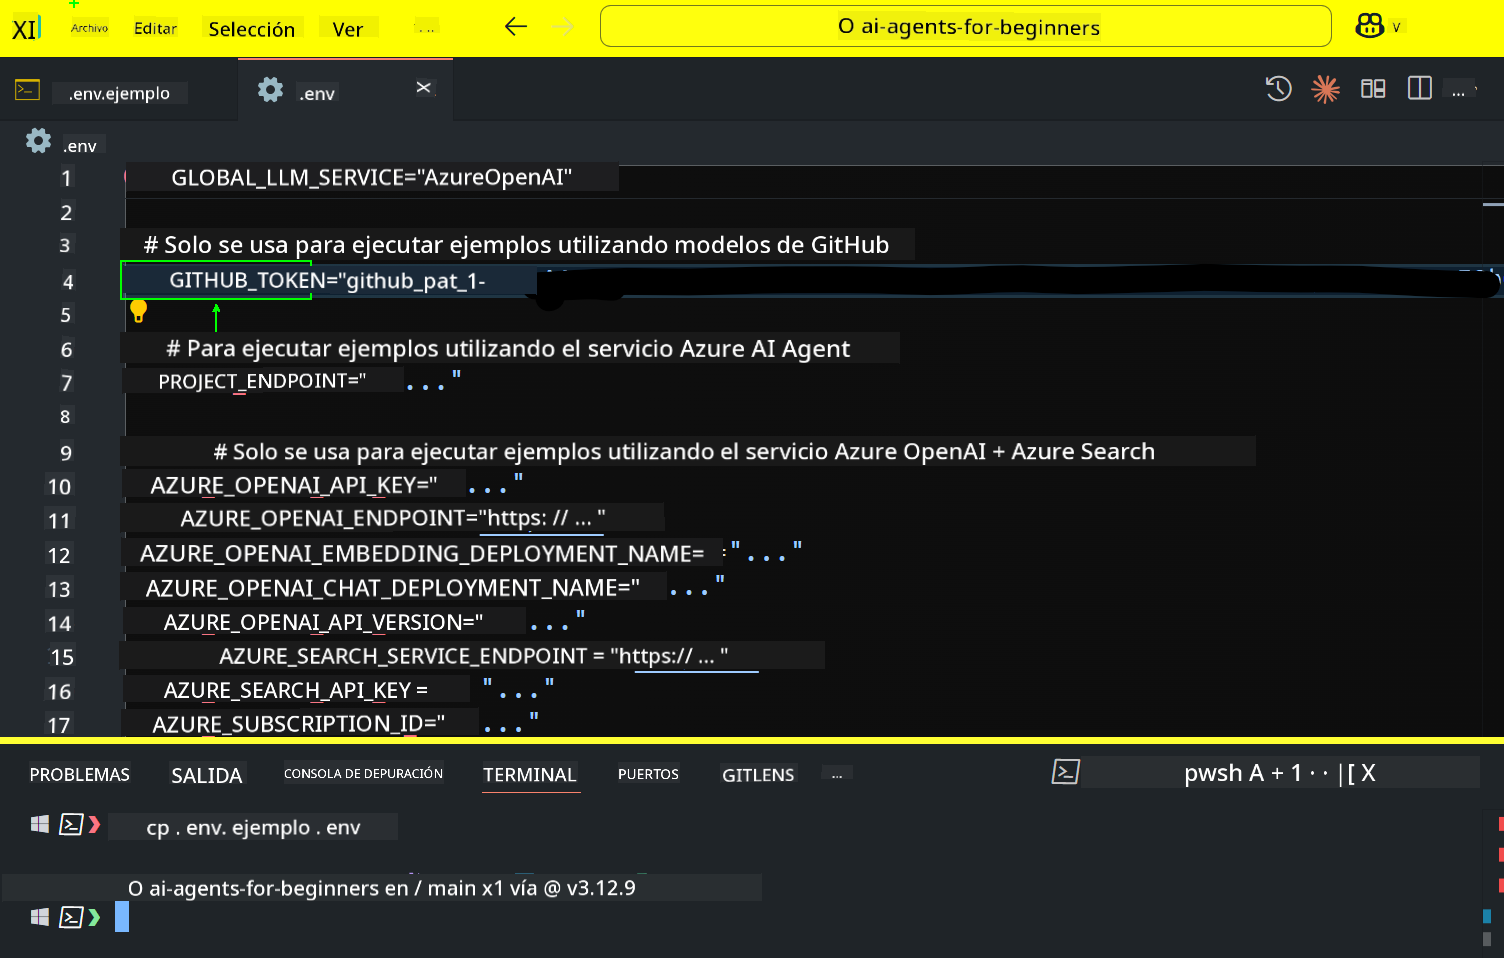 Archivo Editar Selección Ver ... O ai-agents-for-beginners
.env.ejemplo .env ...
.env
1 GLOBAL_LLM_SERVICE="AzureOpenAI"
2
3 # Solo se usa para ejecutar ejemplos utilizando modelos de GitHub
4 GITHUB_TOKEN="github_pat_1-
5
6 # Para ejecutar ejemplos utilizando el servicio Azure AI Agent
7 PROJECT_ENDPOINT=" ..."
8
9 # Solo se usa para ejecutar ejemplos utilizando el servicio Azure OpenAI + Azure Search
10 AZURE_OPENAI_API_KEY=" ..."
11 AZURE_OPENAI_ENDPOINT="https: // ... "
12 AZURE_OPENAI_EMBEDDING_DEPLOYMENT_NAME= ="..."
13 AZURE_OPENAI_CHAT_DEPLOYMENT_NAME=" ..."
14 AZURE_OPENAI_API_VERSION=" ..."
15 AZURE_SEARCH_SERVICE_ENDPOINT = "https:// ... "
16 AZURE_SEARCH_API_KEY = "..."
17 AZURE_SUBSCRIPTION_ID=" ..."
PROBLEMAS SALIDA CONSOLA DE DEPURACIÓN TERMINAL PUERTOS GITLENS ... pwsh A + 1 · · |[ X
cp . env. ejemplo . env
O ai-agents-for-beginners en / main x1 vía @ v3.12.9